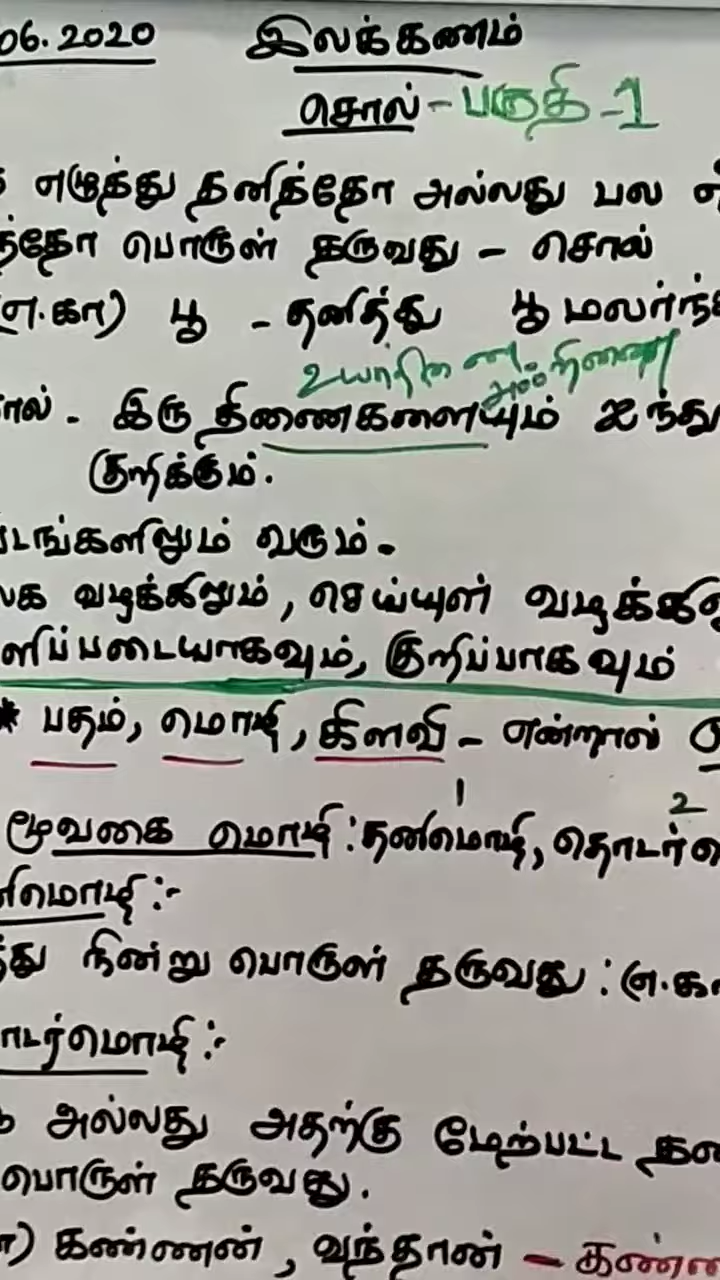 06.2020 இலக்கணம்
சொல் - பகுதி - 1
எழுத்து தனித்தோ அல்லது பல
த்தோ பொருள் தருவது - சொல்
(எ.கா) பூ - தனித்து பூ மலர்ந்
உயர்திணை அஃறிணை
ால் - இரு திணைகளையும் ஐந்து
குறிக்கும்.
டங்களிலும் வரும்.
லக வழக்கிலும், செய்யுள் வழக்கிலு
ளிப்படையாகவும், குறிப்பாகவும்
* பதம், மொழி, கிளவி - என்றால்
1 2
மூவகை மொழி : தனிமொழி, தொடர்மொ
ிமொழி :-
த்து நின்று பொருள் தருவது : (எ.கா
ாடர்மொழி :-
அல்லது அதற்கு மேற்பட்ட தனி
பொருள் தருவது.
ா) கண்ணன், வந்தான் - கண்ண